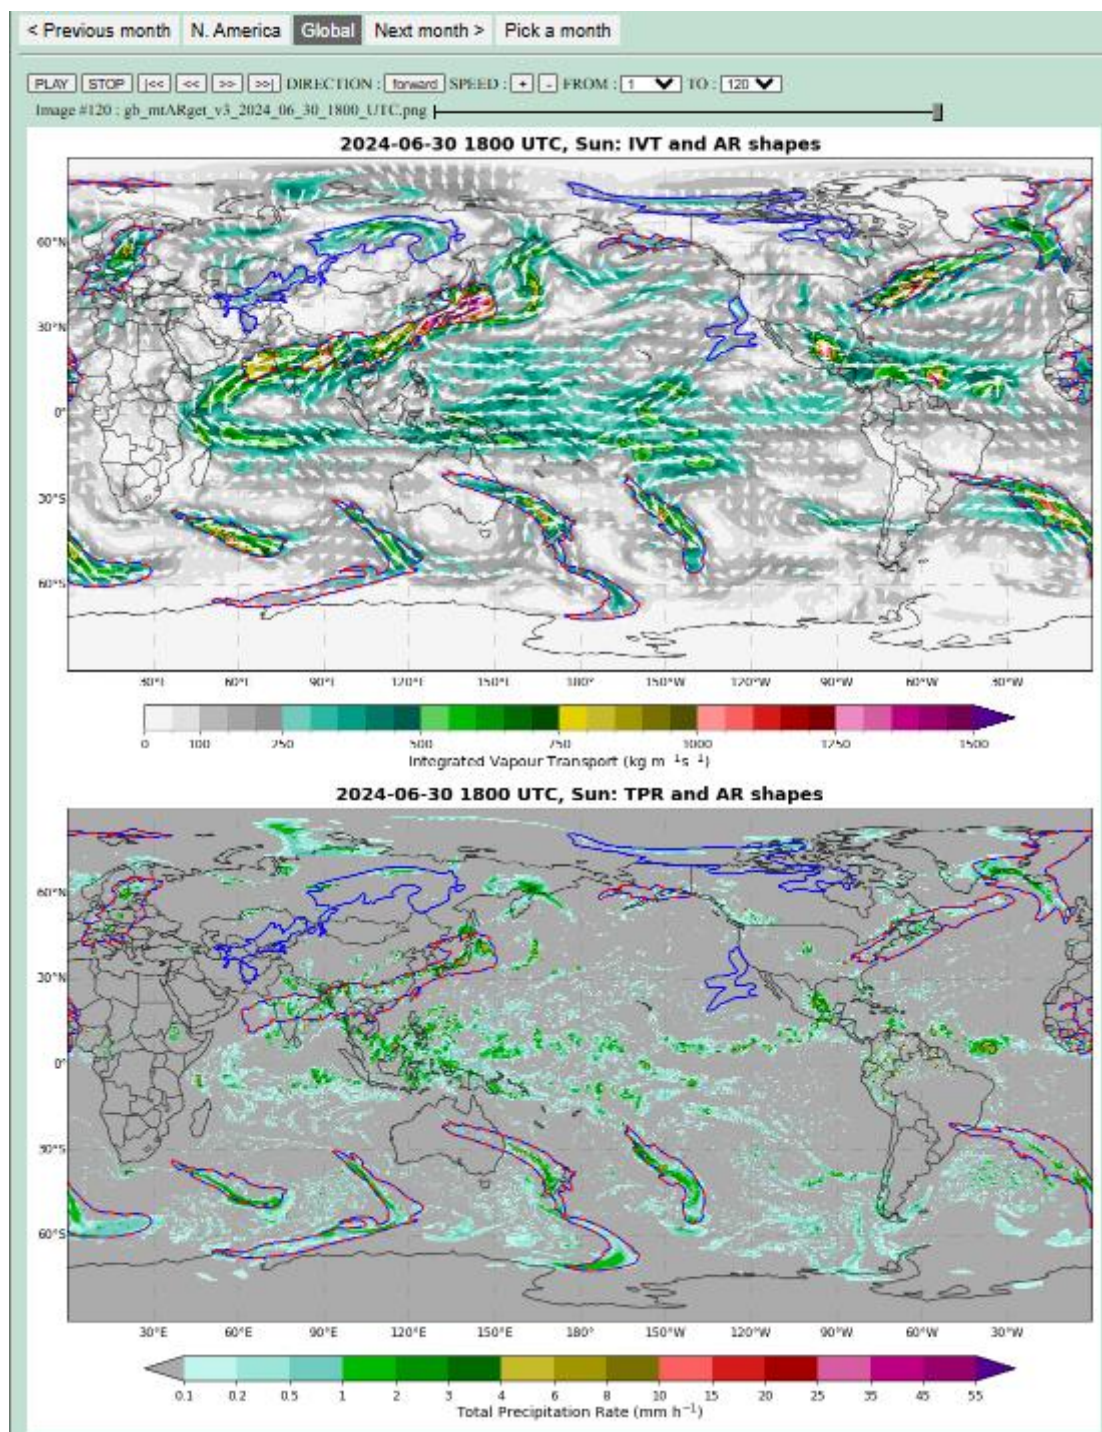 < Previous month N. America Global Next month > Pick a month
PLAY STOP |<< << >> >>| DIRECTION : forward SPEED : + - FROM : 1 TO : 120
Image #120 : gb_mtARget_v3_2024_06_30_1800_UTC.png
2024-06-30 1800 UTC, Sun: IVT and AR shapes
60°N
30°N
0°
30°S
60°S
30°E 60°E 90°E 120°E 150°E 180° 150°W 120°W 90°W 60°W 30°W
0 100 250 500 750 1000 1250 1500
Integrated Vapour Transport (kg m⁻¹s⁻¹)
2024-06-30 1800 UTC, Sun: TPR and AR shapes
60°N
30°N
0°
30°S
60°S
30°E 60°E 90°E 120°E 150°E 180° 150°W 120°W 90°W 60°W 30°W
0.1 0.2 0.5 1 2 3 4 6 8 10 15 20 25 35 45 55
Total Precipitation Rate (mm h⁻¹)